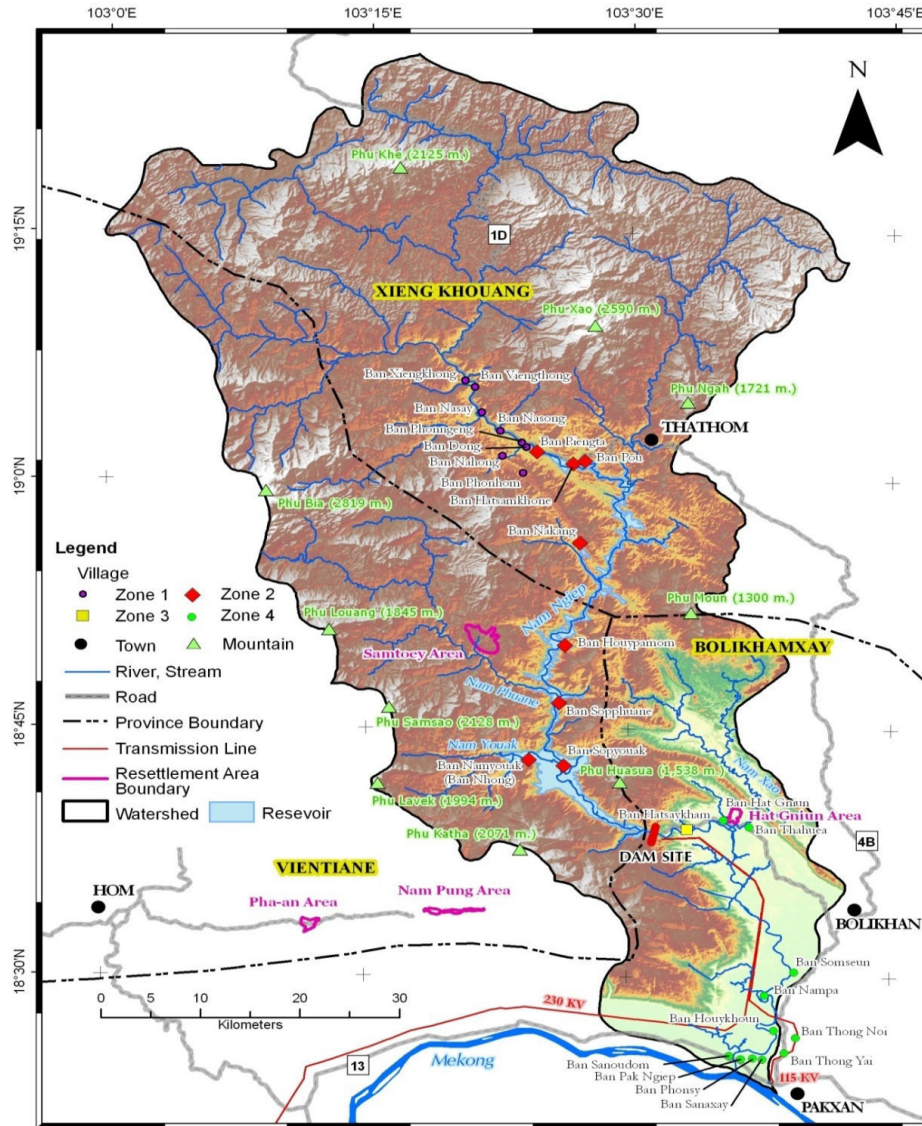 103°0'E
103°15'E
103°30'E
103°45'E
N
19°15'N
19°0'N
18°45'N
18°30'N
Phu Khe (2125 m.)
1D
XIENG KHOUANG
Phu Xao (2590 m.)
Ban Xiengkhong
Ban Viengthong
Phu Ngah (1721 m.)
Ban Nasay
Ban Nasong
Ban Phoungeng
THATHOM
Ban Dong
Ban Piengta
Ban Nahong
Ban Pou
Ban Phonhom
Ban Hatsamkhone
Phu Bia (2819 m.)
Ban Nakang
Legend
Village
Zone 1
Zone 2
Zone 3
Zone 4
Town
Mountain
River, Stream
Road
Province Boundary
Transmission Line
Resettlement Area
Boundary
Watershed
Resevoir
Nam Ngiep
Phu Moun (1300 m.)
Phu Louang (1845 m.)
Samtoey Area
Ban Houypamom
BOLIKHAMXAY
Nam Phuane
Ban Sopphuane
Phu Samsao (2128 m.)
Nam Youak
Ban Sopyouak
Ban Namyouak
(Ban Nhong)
Phu Huasua (1,538 m.)
Nam Xao
Phu Lavek (1994 m.)
Ban Hatsaykham
Ban Hat Gniun
Hat Gniun Area
Ban Thahuea
Phu Katha (2071 m.)
DAM SITE
4B
VIENTIANE
HOM
Pha-an Area
Nam Pung Area
BOLIKHAN
Ban Somseun
Ban Nampa
0 5 10 20 30
Kilometers
230 KV
Ban Houykhoun
Ban Thong Noi
13
Mekong
Ban Sanoudom
Ban Thong Yai
Ban Pak Ngiep
Ban Phonsy
115 KV
Ban Sanaxay
PAKXAN